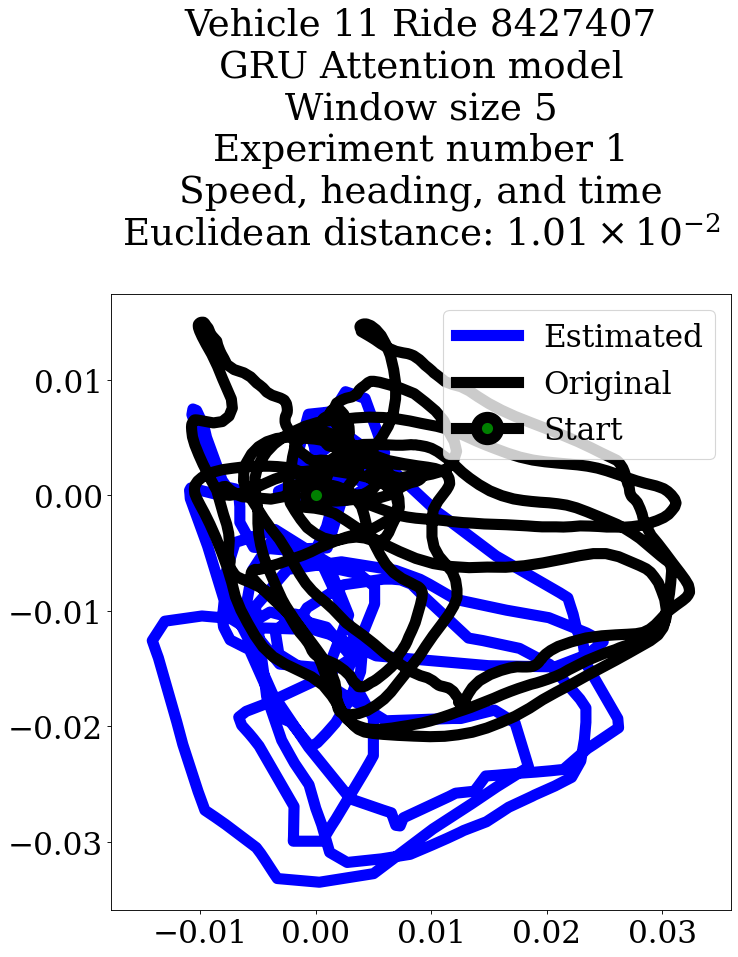 Vehicle 11 Ride 8427407
GRU Attention model
Window size 5
Experiment number 1
Speed, heading, and time
Euclidean distance: 1.01 × 10⁻²
Estimated
Original
Start
0.01
0.00
−0.01
−0.02
−0.03
−0.01 0.00 0.01 0.02 0.03